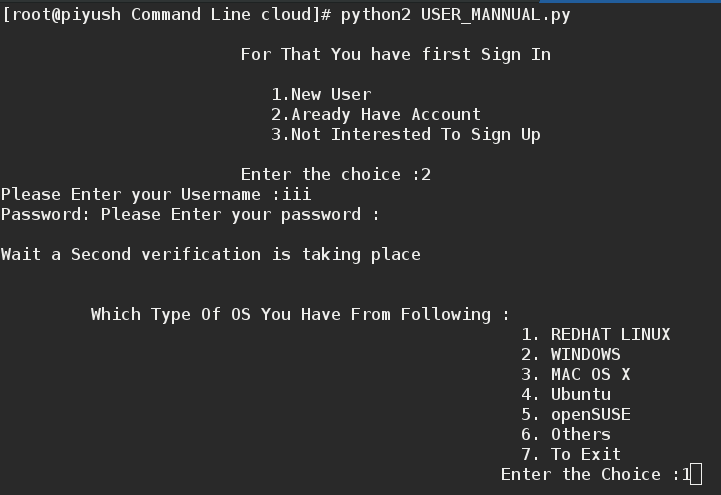 [root@piyush Command Line cloud]# python2 USER_MANNUAL.py
For That You have first Sign In
1.New User
2.Aready Have Account
3.Not Interested To Sign Up
Enter the choice :2
Please Enter your Username :iii
Password: Please Enter your password :
Wait a Second verification is taking place
Which Type Of OS You Have From Following :
1. REDHAT LINUX
2. WINDOWS
3. MAC OS X
4. Ubuntu
5. openSUSE
6. Others
7. To Exit
Enter the Choice :1